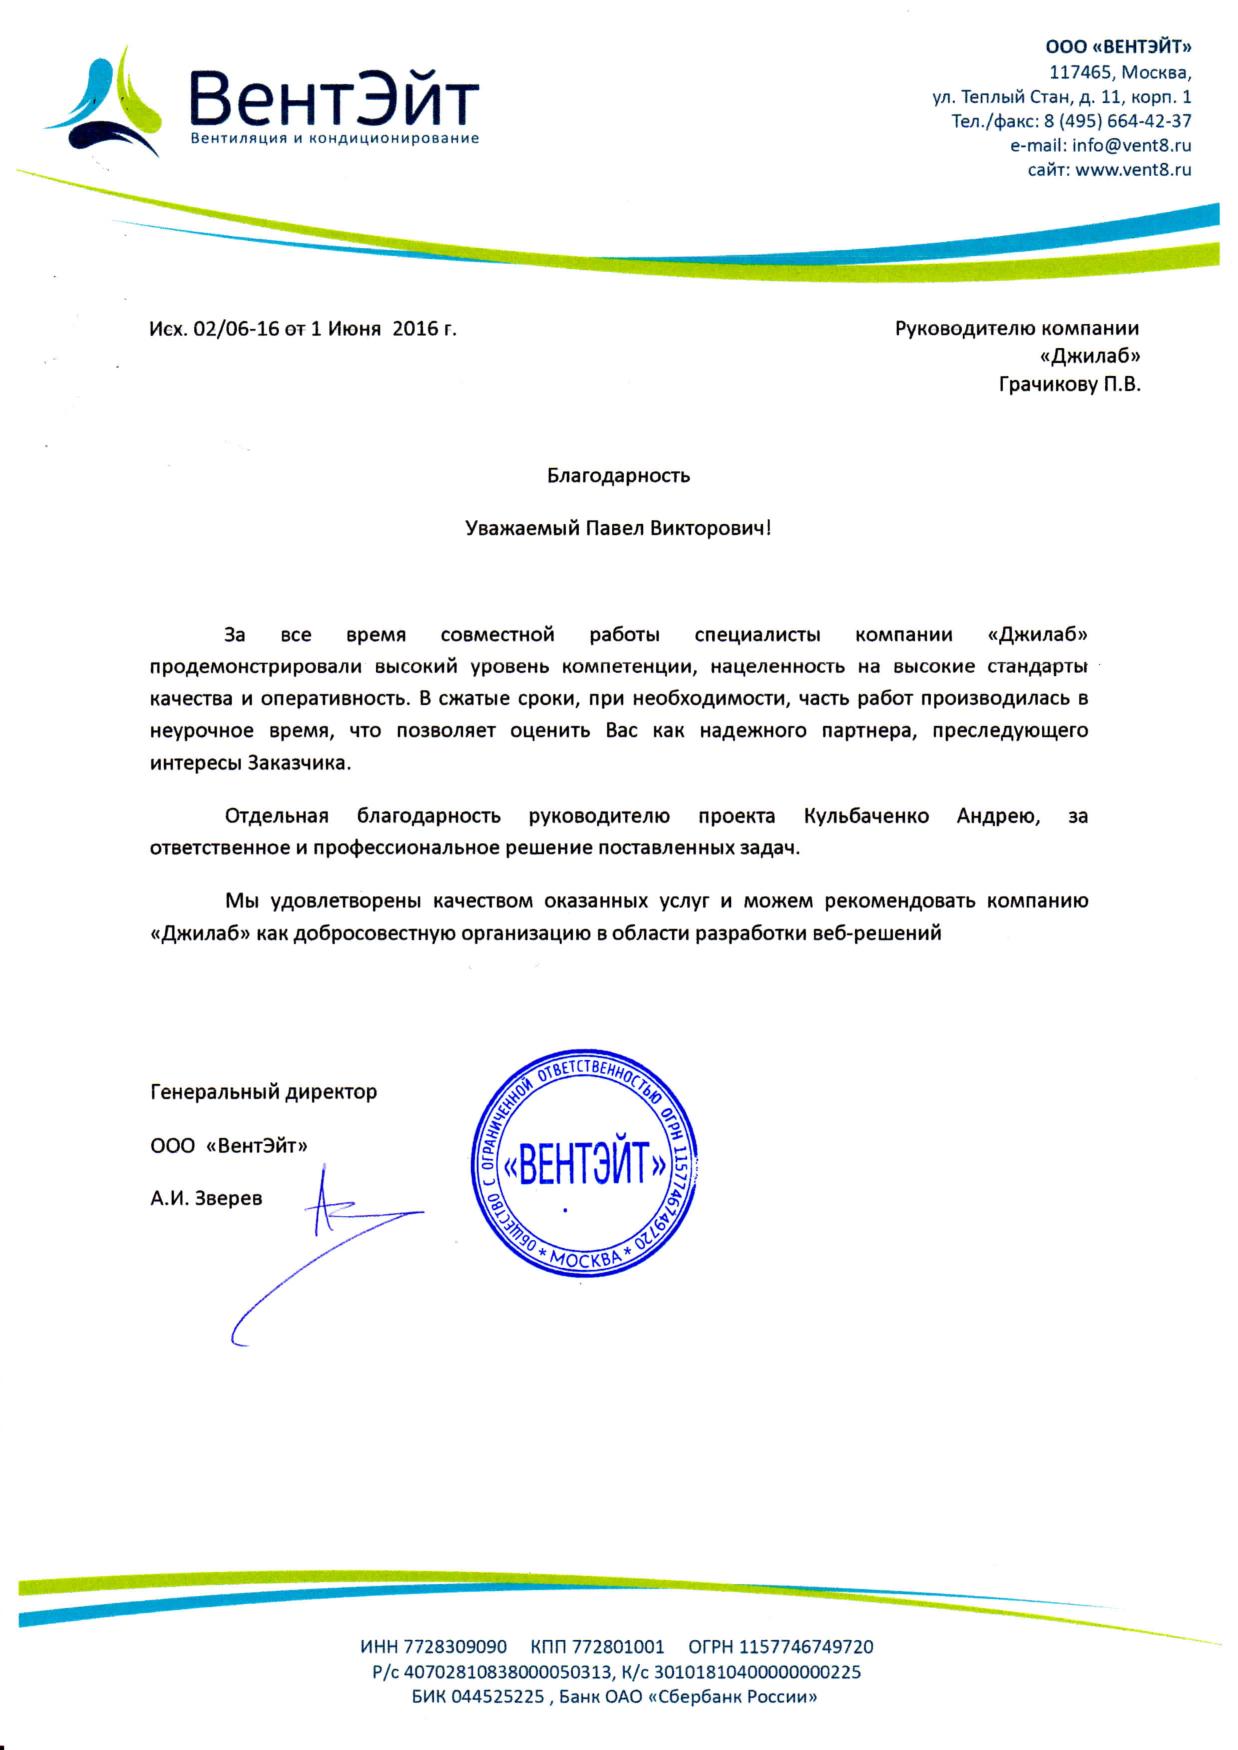 ВентЭйт
Вентиляция и кондиционирование
ООО «ВЕНТЭЙТ»
117465, Москва,
ул. Теплый Стан, д. 11, корп. 1
Тел./факс: 8 (495) 664-42-37
e-mail: info@vent8.ru
сайт: www.vent8.ru
Исх. 02/06-16 от 1 Июня 2016 г.
Руководителю компании
«Джилаб»
Грачикову П.В.
Благодарность
Уважаемый Павел Викторович!
За все время совместной работы специалисты компании «Джилаб»
продемонстрировали высокий уровень компетенции, нацеленность на высокие стандарты
качества и оперативность. В сжатые сроки, при необходимости, часть работ производилась в
неурочное время, что позволяет оценить Вас как надежного партнера, преследующего
интересы Заказчика.
Отдельная благодарность руководителю проекта Кульбаченко Андрею, за
ответственное и профессиональное решение поставленных задач.
Мы удовлетворены качеством оказанных услуг и можем рекомендовать компанию
«Джилаб» как добросовестную организацию в области разработки веб-решений
Генеральный директор
ООО «ВентЭйт»
А.И. Зверев
ОБЩЕСТВО С ОГРАНИЧЕННОЙ ОТВЕТСТВЕННОСТЬЮ ОГРН 1157746749720
«ВЕНТЭЙТ»
* МОСКВА *
ИНН 7728309090 КПП 772801001 ОГРН 1157746749720
Р/с 40702810838000050313, К/с 30101810400000000225
БИК 044525225 , Банк ОАО «Сбербанк России»